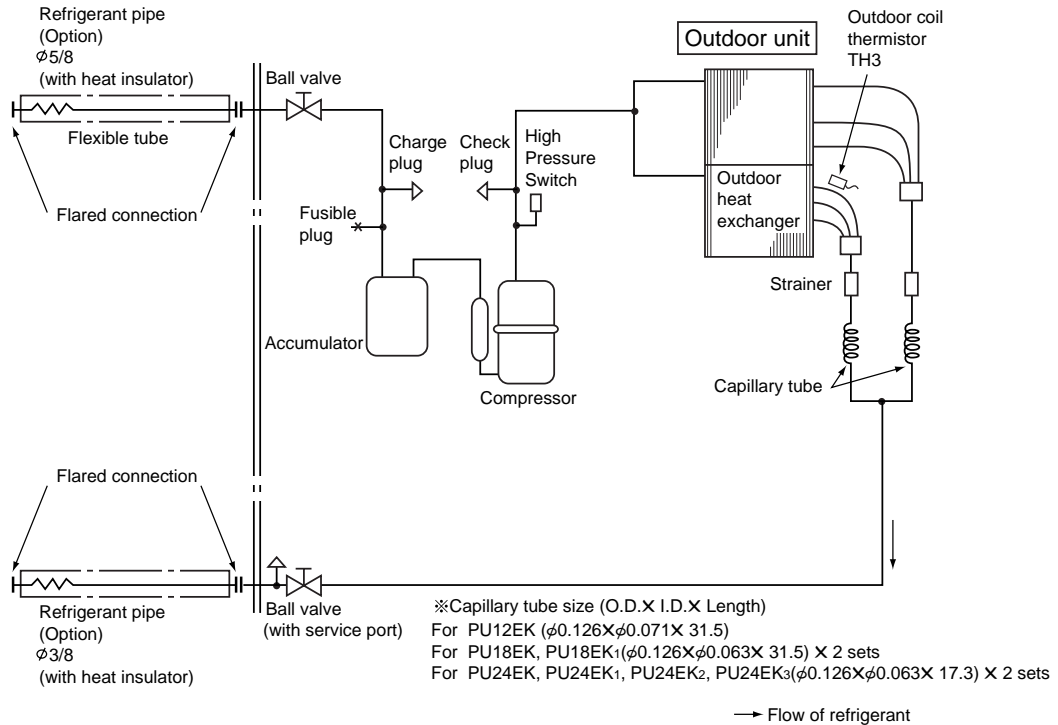 Refrigerant pipe
(Option)
ϕ5/8
(with heat insulator)
Flexible tube
Flared connection
Ball valve
Charge
plug
Check
plug
High
Pressure
Switch
Fusible
plug
Accumulator
Compressor
Outdoor unit
Outdoor coil
thermistor
TH3
Outdoor
heat
exchanger
Strainer
Capillary tube
Flared connection
Refrigerant pipe
(Option)
ϕ3/8
(with heat insulator)
Ball valve
(with service port)
※Capillary tube size (O.D.✕ I.D.✕ Length)
For PU12EK (ϕ0.126✕ϕ0.071✕ 31.5)
For PU18EK, PU18EK₁(ϕ0.126✕ϕ0.063✕ 31.5) ✕ 2 sets
For PU24EK, PU24EK₁, PU24EK₂, PU24EK₃(ϕ0.126✕ϕ0.063✕ 17.3) ✕ 2 sets
Flow of refrigerant